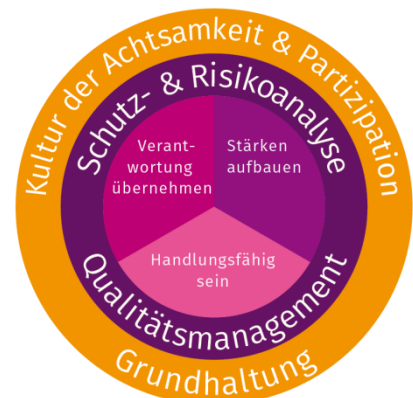 Kultur der Achtsamkeit & Partizipation
Schutz- & Risikoanalyse
Verant-
wortung
übernehmen
Stärken
aufbauen
Handlungsfähig
sein
Qualitätsmanagement
Grundhaltung